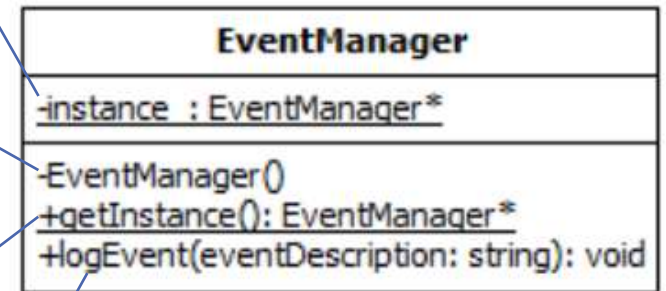 EventManager
-instance : EventManager*
-EventManager()
+getInstance(): EventManager*
+logEvent(eventDescription: string): void